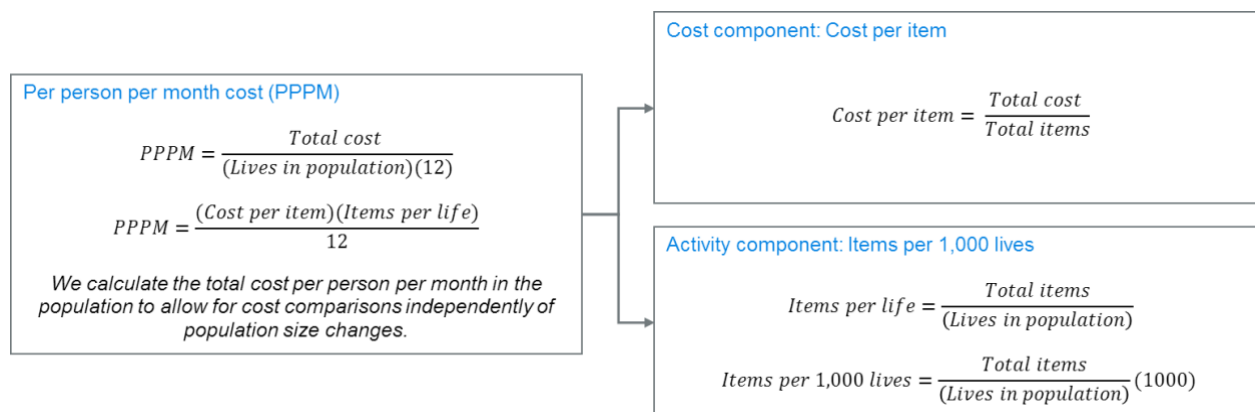 Per person per month cost (PPPM)
PPPM = Total cost / (Lives in population)(12)
PPPM = (Cost per item)(Items per life) / 12
We calculate the total cost per person per month in the
population to allow for cost comparisons independently of
population size changes.
Cost component: Cost per item
Cost per item = Total cost / Total items
Activity component: Items per 1,000 lives
Items per life = Total items / (Lives in population)
Items per 1,000 lives = Total items / (Lives in population) (1000)